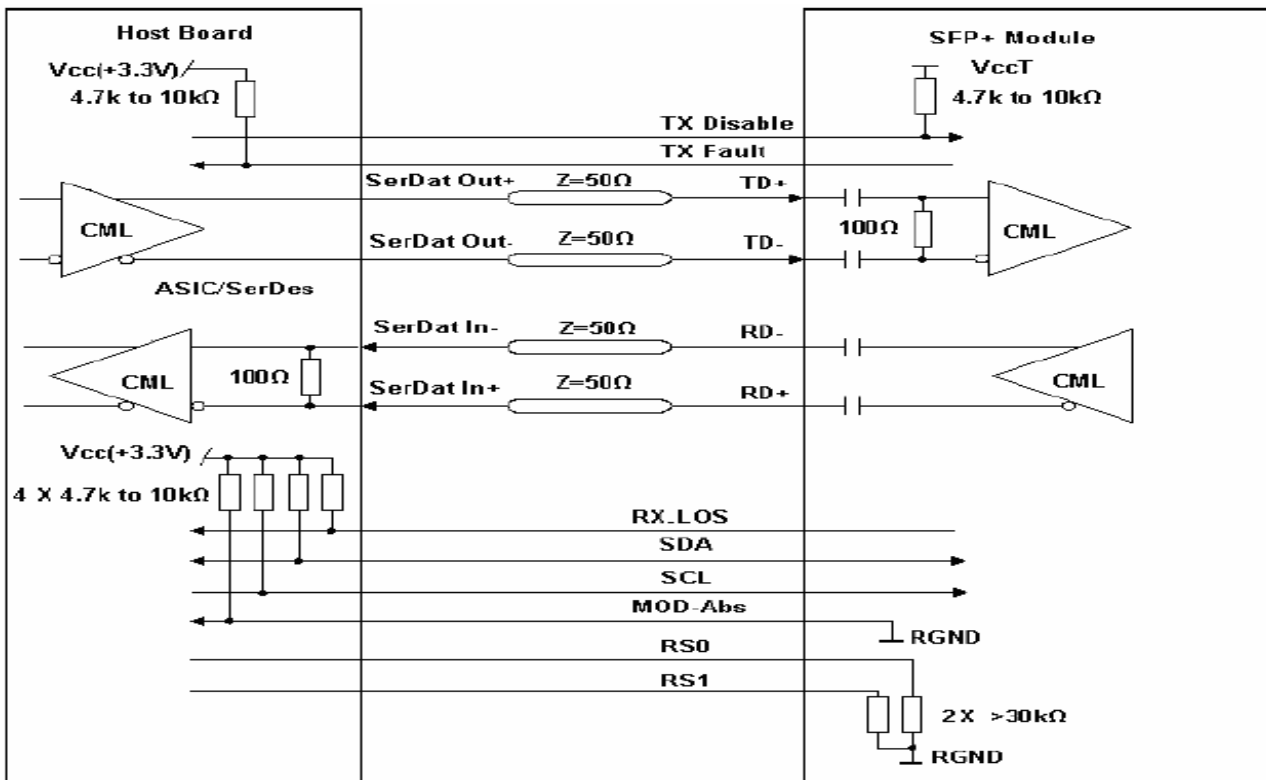 Host Board
SFP+ Module
Vcc(+3.3V)
4.7k to 10kΩ
VccT
4.7k to 10kΩ
TX Disable
TX Fault
SerDat Out+
Z=50Ω
TD+
CML
100Ω
CML
SerDat Out-
Z=50Ω
TD-
ASIC/SerDes
SerDat In-
Z=50Ω
RD-
CML
100Ω
CML
SerDat In+
Z=50Ω
RD+
Vcc(+3.3V)
4 X 4.7k to 10kΩ
RX_LOS
SDA
SCL
MOD-Abs
RGND
RS0
RS1
2X >30kΩ
RGND